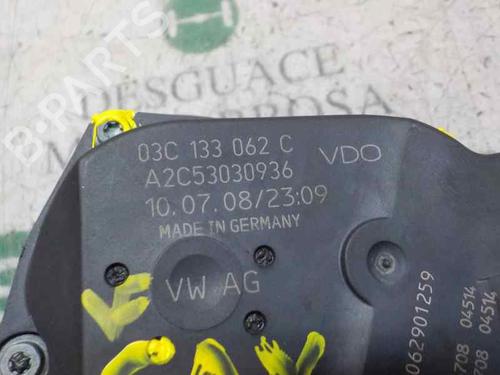 B-PARTS
DESGUACE
03C 133 062 C
VDO
A2C53030936
10.07.08/23:09
MADE IN GERMANY
VW AG
062901259
708 04514
708 04514